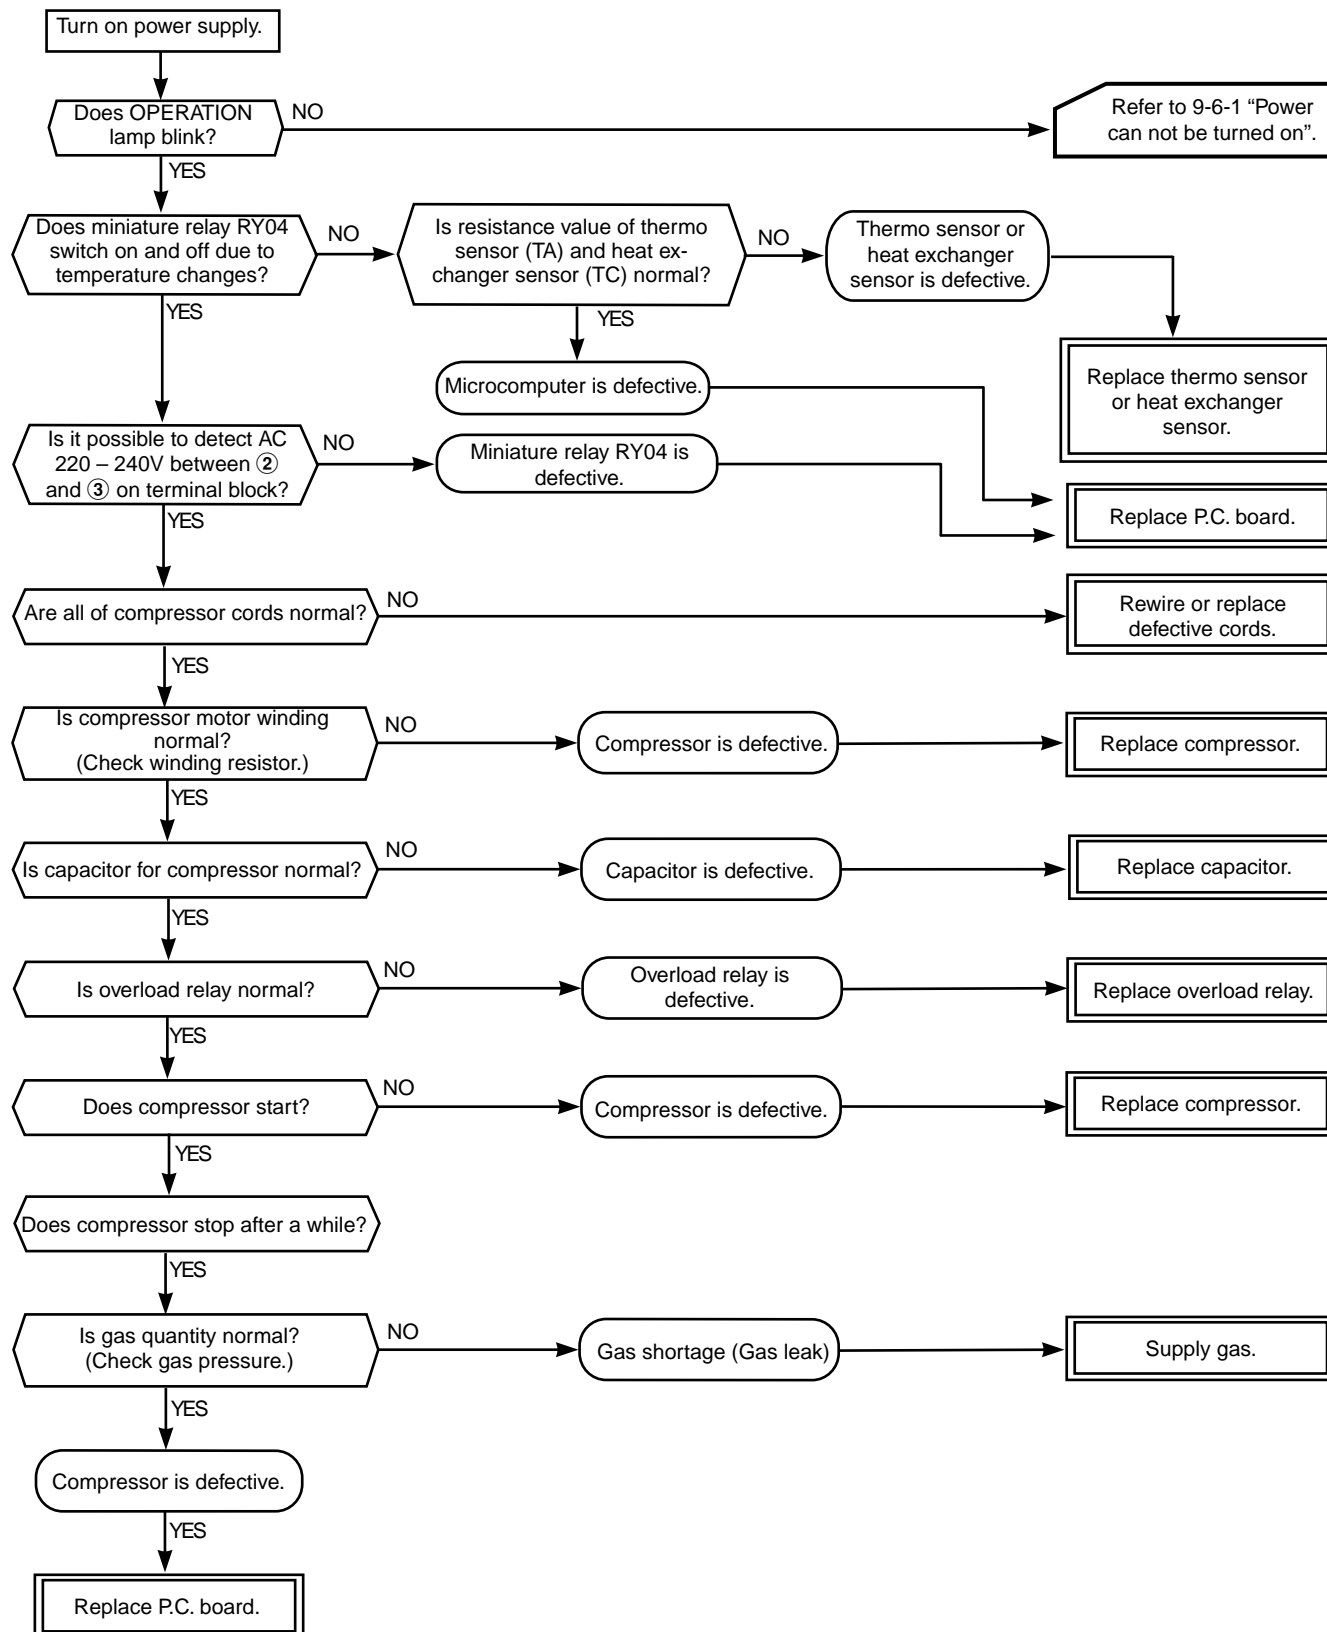 Turn on power supply.
Does OPERATION
lamp blink?
NO
Refer to 9-6-1 “Power
can not be turned on”.
YES
Does miniature relay RY04
switch on and off due to
temperature changes?
NO
Is resistance value of thermo
sensor (TA) and heat ex-
changer sensor (TC) normal?
NO
Thermo sensor or
heat exchanger
sensor is defective.
YES
YES
Replace thermo sensor
or heat exchanger
sensor.
Microcomputer is defective.
Is it possible to detect AC
220 – 240V between ②
and ③ on terminal block?
NO
Miniature relay RY04 is
defective.
Replace P.C. board.
YES
Are all of compressor cords normal?
NO
Rewire or replace
defective cords.
YES
Is compressor motor winding
normal?
(Check winding resistor.)
NO
Compressor is defective.
Replace compressor.
YES
Is capacitor for compressor normal?
NO
Capacitor is defective.
Replace capacitor.
YES
Is overload relay normal?
NO
Overload relay is
defective.
Replace overload relay.
YES
Does compressor start?
NO
Compressor is defective.
Replace compressor.
YES
Does compressor stop after a while?
YES
Is gas quantity normal?
(Check gas pressure.)
NO
Gas shortage (Gas leak)
Supply gas.
YES
Compressor is defective.
YES
Replace P.C. board.